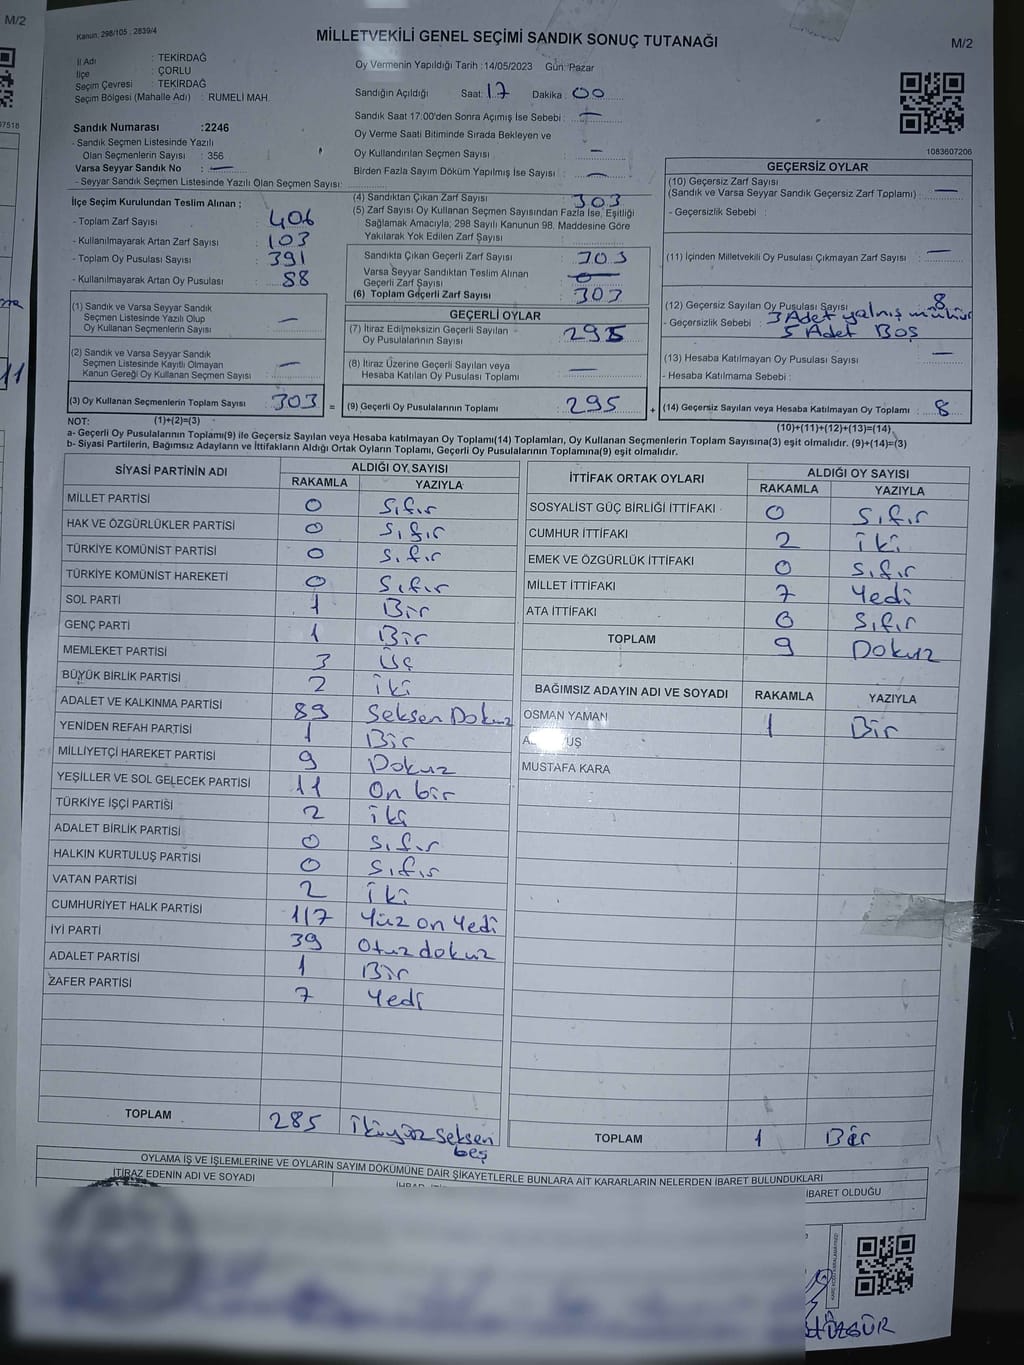 M/2
Kanun: 298/105 ; 2839/4
MİLLETVEKİLİ GENEL SEÇİMİ SANDIK SONUÇ TUTANAĞI
M/2
İl Adı : TEKİRDAĞ
İlçe : ÇORLU
Seçim Çevresi : TEKİRDAĞ
Seçim Bölgesi (Mahalle Adı) : RUMELİ MAH.
Sandık Numarası :2246
- Sandık Seçmen Listesinde Yazılı
Olan Seçmenlerin Sayısı : 356
Varsa Seyyar Sandık No : —
- Seyyar Sandık Seçmen Listesinde Yazılı Olan Seçmen Sayısı:
Oy Vermenin Yapıldığı Tarih : 14/05/2023 Gün: Pazar
Sandığın Açıldığı Saat: 17 Dakika : 00
Sandık Saat 17.00'den Sonra Açımış İse Sebebi : —
Oy Verme Saati Bitiminde Sırada Bekleyen ve
Oy Kullandırılan Seçmen Sayısı : —
Birden Fazla Sayım Döküm Yapılmış İse Sayısı : —
1083607206
İlçe Seçim Kurulundan Teslim Alınan ;
- Toplam Zarf Sayısı : 406
- Kullanılmayarak Artan Zarf Sayısı : 103
- Toplam Oy Pusulası Sayısı : 391
- Kullanılmayarak Artan Oy Pusulası : 88
(1) Sandık ve Varsa Seyyar Sandık
Seçmen Listesinde Yazılı Olup
Oy Kullanan Seçmenlerin Sayısı : —
(2) Sandık ve Varsa Seyyar Sandık
Seçmen Listesinde Kayıtlı Olmayan
Kanun Gereği Oy Kullanan Seçmen Sayısı : —
(3) Oy Kullanan Seçmenlerin Toplam Sayısı : 303 =
(4) Sandıktan Çıkan Zarf Sayısı : 303
(5) Zarf Sayısı Oy Kullanan Seçmen Sayısından Fazla İse, Eşitliği
Sağlamak Amacıyla, 298 Sayılı Kanunun 98. Maddesine Göre
Yakılarak Yok Edilen Zarf Sayısı :
Sandıkta Çıkan Geçerli Zarf Sayısı : 303
Varsa Seyyar Sandıktan Teslim Alınan
Geçerli Zarf Sayısı
(6) Toplam Geçerli Zarf Sayısı : 303
GEÇERLİ OYLAR
(7) İtiraz Edilmeksizin Geçerli Sayılan
Oy Pusulalarının Sayısı : 295
(8) İtiraz Üzerine Geçerli Sayılan veya
Hesaba Katılan Oy Pusulası Toplamı : —
(9) Geçerli Oy Pusulalarının Toplamı : 295 +
GEÇERSİZ OYLAR
(10) Geçersiz Zarf Sayısı
(Sandık ve Varsa Seyyar Sandık Geçersiz Zarf Toplamı) : —
- Geçersizlik Sebebi :
(11) İçinden Milletvekili Oy Pusulası Çıkmayan Zarf Sayısı : —
(12) Geçersiz Sayılan Oy Pusulası Sayısı : 8
- Geçersizlik Sebebi : 3 Adet yalnış mühür
5 Adet Boş
(13) Hesaba Katılmayan Oy Pusulası Sayısı : —
- Hesaba Katılmama Sebebi :
(14) Geçersiz Sayılan veya Hesaba Katılmayan Oy Toplamı : 8
NOT: (1)+(2)=(3)
(10)+(11)+(12)+(13)=(14)
a- Geçerli Oy Pusulalarının Toplamı(9) ile Geçersiz Sayılan veya Hesaba katılmayan Oy Toplamı(14) Toplamları, Oy Kullanan Seçmenlerin Toplam Sayısına(3) eşit olmalıdır. (9)+(14)=(3)
b- Siyasi Partilerin, Bağımsız Adayların ve İttifakların Aldığı Ortak Oyların Toplamı, Geçerli Oy Pusulalarının Toplamına(9) eşit olmalıdır.
SİYASİ PARTİNİN ADI ALDIĞI OY SAYISI
RAKAMLA YAZIYLA
MİLLET PARTİSİ 0 Sıfır
HAK VE ÖZGÜRLÜKLER PARTİSİ 0 Sıfır
TÜRKİYE KOMÜNİST PARTİSİ 0 Sıfır
TÜRKİYE KOMÜNİST HAREKETİ 0 Sıfır
SOL PARTİ 1 Bir
GENÇ PARTİ 1 Bir
MEMLEKET PARTİSİ 3 Üç
BÜYÜK BİRLİK PARTİSİ 2 iki
ADALET VE KALKINMA PARTİSİ 89 Seksen Dokuz
YENİDEN REFAH PARTİSİ 1 Bir
MİLLİYETÇİ HAREKET PARTİSİ 9 Dokuz
YEŞİLLER VE SOL GELECEK PARTİSİ 11 On bir
TÜRKİYE İŞÇİ PARTİSİ 2 iki
ADALET BİRLİK PARTİSİ 0 Sıfır
HALKIN KURTULUŞ PARTİSİ 0 Sıfır
VATAN PARTİSİ 2 iki
CUMHURİYET HALK PARTİSİ 117 Yüz on Yedi
İYİ PARTİ 39 Otuz dokuz
ADALET PARTİSİ 1 Bir
ZAFER PARTİSİ 7 Yedi
TOPLAM 285 İkiyüz seksen
beş
İTTİFAK ORTAK OYLARI ALDIĞI OY SAYISI
RAKAMLA YAZIYLA
SOSYALİST GÜÇ BİRLİĞİ İTTİFAKI 0 Sıfır
CUMHUR İTTİFAKI 2 iki
EMEK VE ÖZGÜRLÜK İTTİFAKI 0 Sıfır
MİLLET İTTİFAKI 7 Yedi
ATA İTTİFAKI 0 Sıfır
TOPLAM 9 Dokuz
BAĞIMSIZ ADAYIN ADI VE SOYADI RAKAMLA YAZIYLA
OSMAN YAMAN 1 Bir
MUSTAFA KARA
TOPLAM 1 Bir
OYLAMA İŞ VE İŞLEMLERİNE VE OYLARIN SAYIM DÖKÜMÜNE DAİR ŞİKAYETLERLE BUNLARA AİT KARARLARIN NELERDEN İBARET BULUNDUKLARI
İTİRAZ EDENİN ADI VE SOYADI
İBARET OLDUĞU
ÖZGÜR